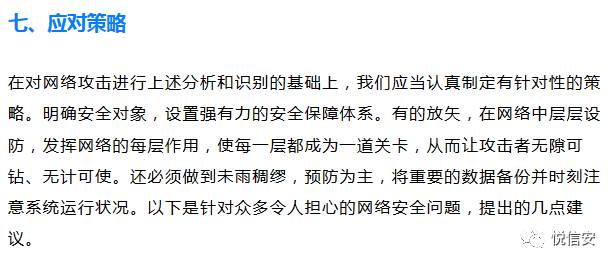 七、应对策略
在对网络攻击进行上述分析和识别的基础上，我们应当认真制定有针对性的策
略。明确安全对象，设置强有力的安全保障体系。有的放矢，在网络中层层设
防，发挥网络的每层作用，使每一层都成为一道关卡，从而让攻击者无隙可
钻、无计可使。还必须做到未雨稠缪，预防为主，将重要的数据备份并时刻注
意系统运行状况。以下是针对众多令人担心的网络安全问题，提出的几点建
议。
悦信安